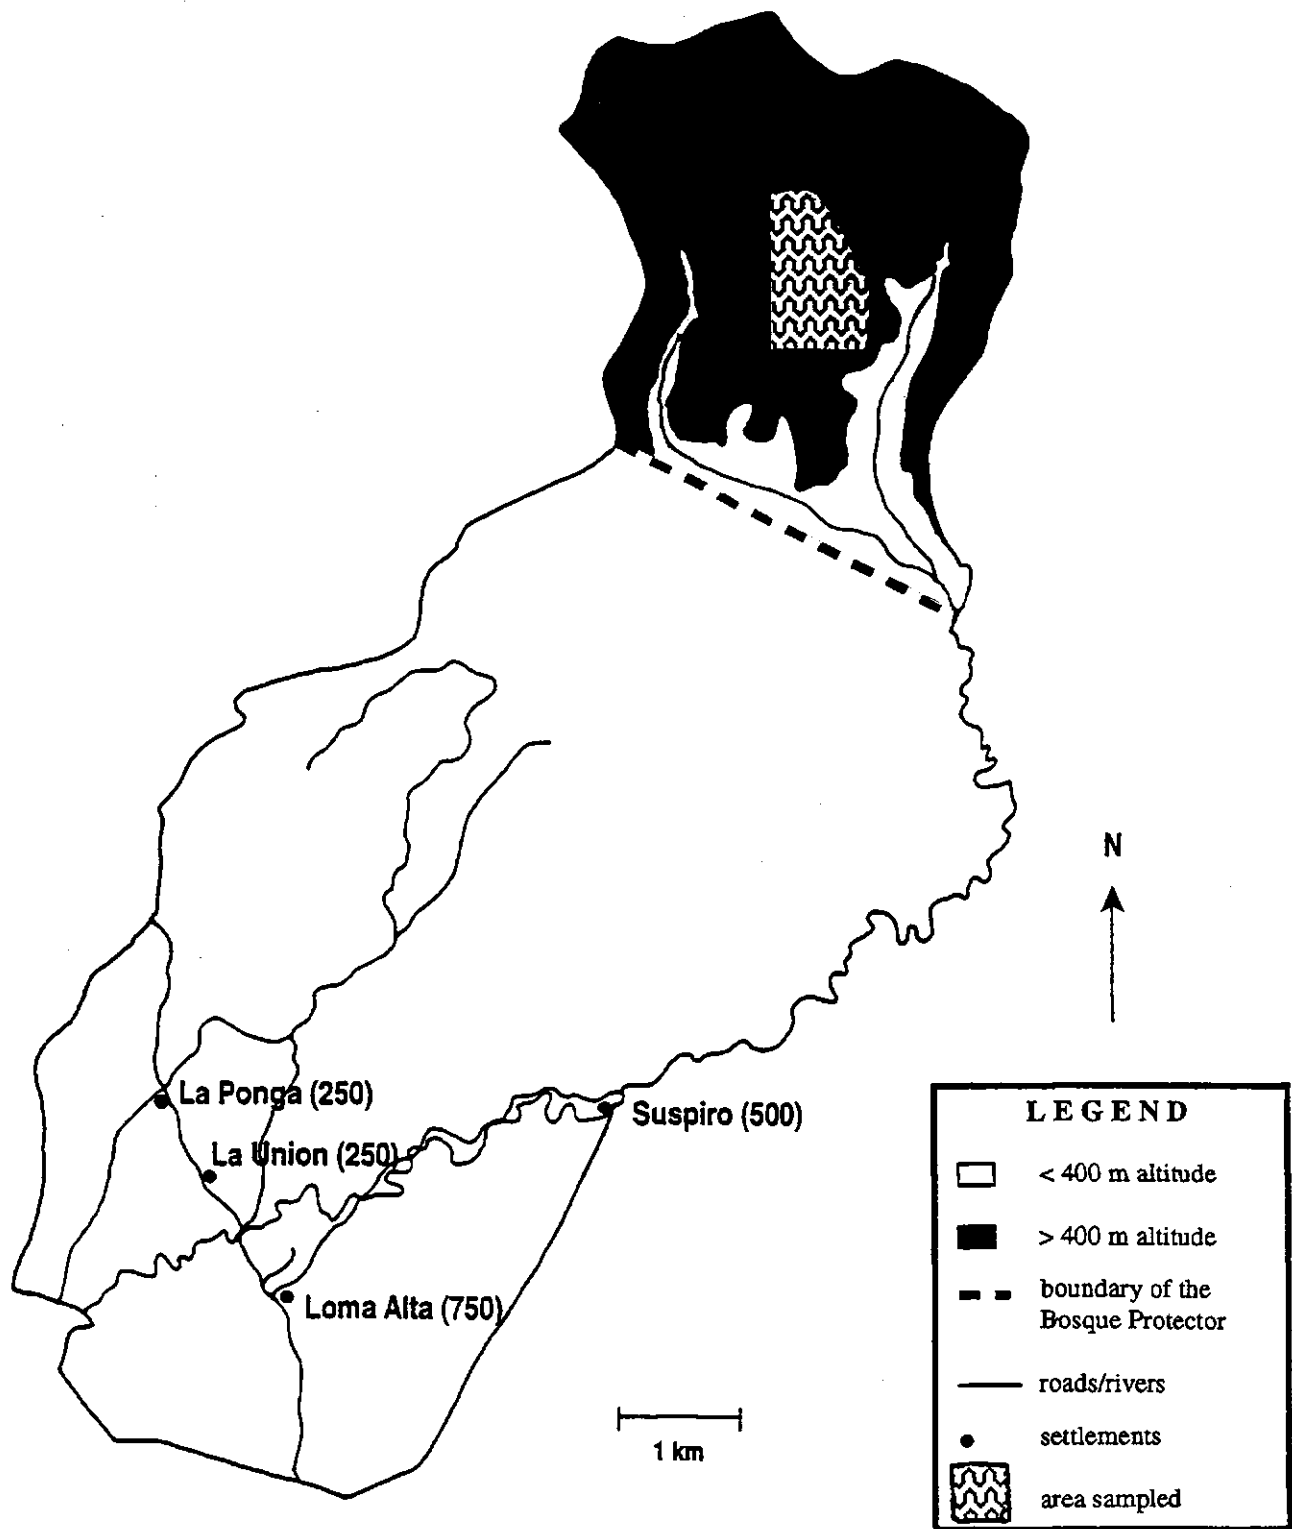 N
La Ponga (250)
Suspiro (500)
La Union (250)
Loma Alta (750)
1 km
LEGEND
< 400 m altitude
> 400 m altitude
boundary of the
Bosque Protector
roads/rivers
settlements
area sampled